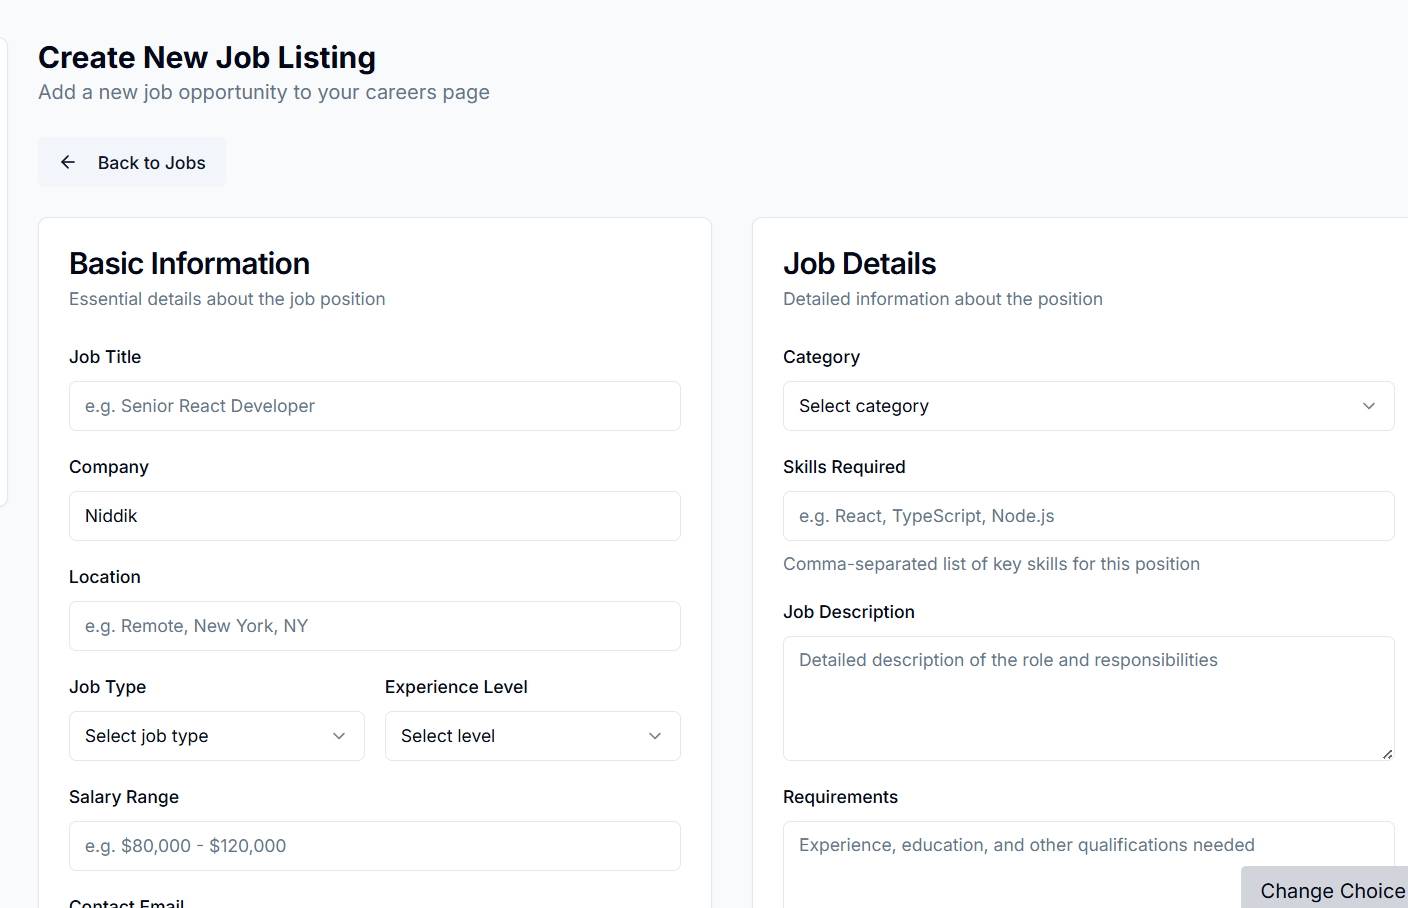 Create New Job Listing
Add a new job opportunity to your careers page
Back to Jobs
Basic Information
Essential details about the job position
Job Title
e.g. Senior React Developer
Company
Niddik
Location
e.g. Remote, New York, NY
Job Type
Experience Level
Select job type
Select level
Salary Range
e.g. $80,000 - $120,000
Contact Email
Job Details
Detailed information about the position
Category
Select category
Skills Required
e.g. React, TypeScript, Node.js
Comma-separated list of key skills for this position
Job Description
Detailed description of the role and responsibilities
Requirements
Experience, education, and other qualifications needed
Change Choice